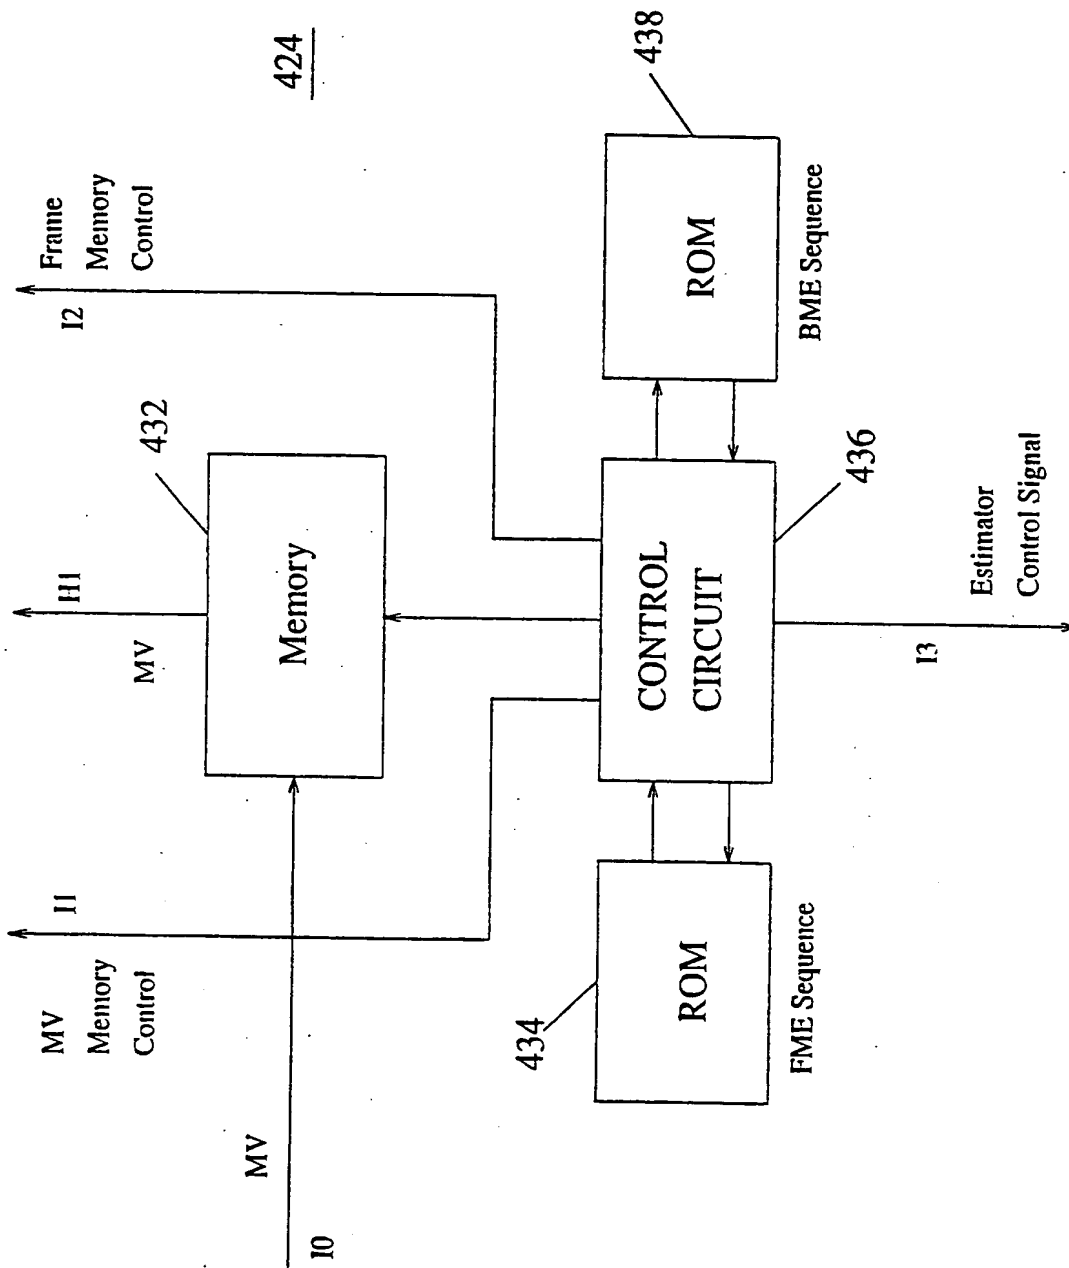 424
MV
Memory
Control
I1
MV
H1
I2
Frame
Memory
Control
432
MV
I0
Memory
434
ROM
FME Sequence
CONTROL
CIRCUIT
436
ROM
438
BME Sequence
I3
Estimator
Control Signal